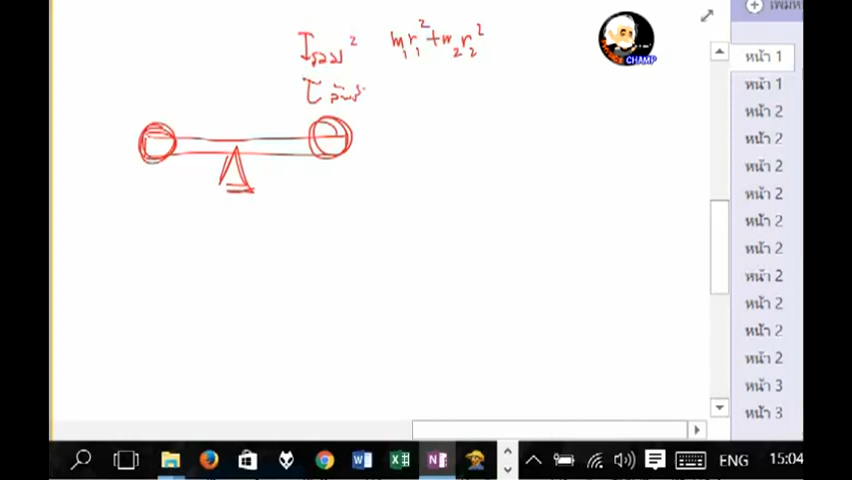 I รวม 2 m1r1² + m2r2²
τ ลัพธ์
PHYSICS CHAMP
หน้า 1
หน้า 1
หน้า 2
หน้า 2
หน้า 2
หน้า 2
หน้า 2
หน้า 2
หน้า 2
หน้า 2
หน้า 2
หน้า 2
หน้า 3
หน้า 3
ENG
15:04